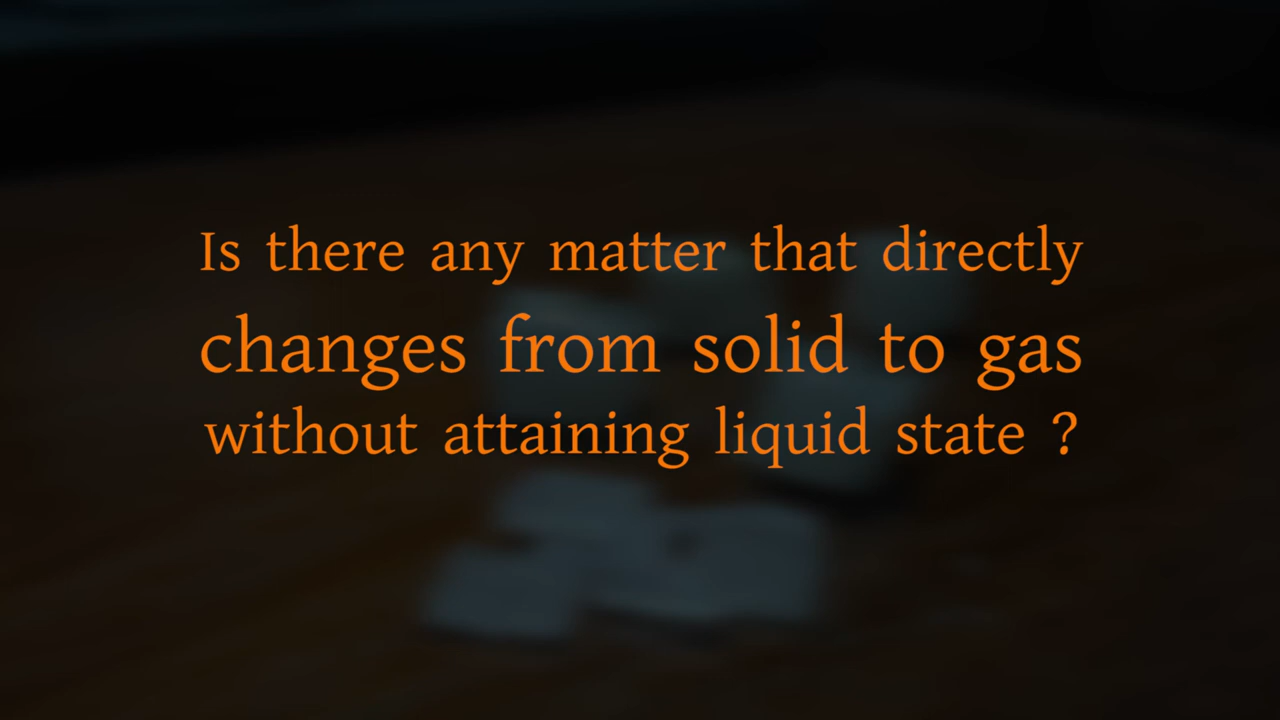 Is there any matter that directly
changes from solid to gas
without attaining liquid state ?